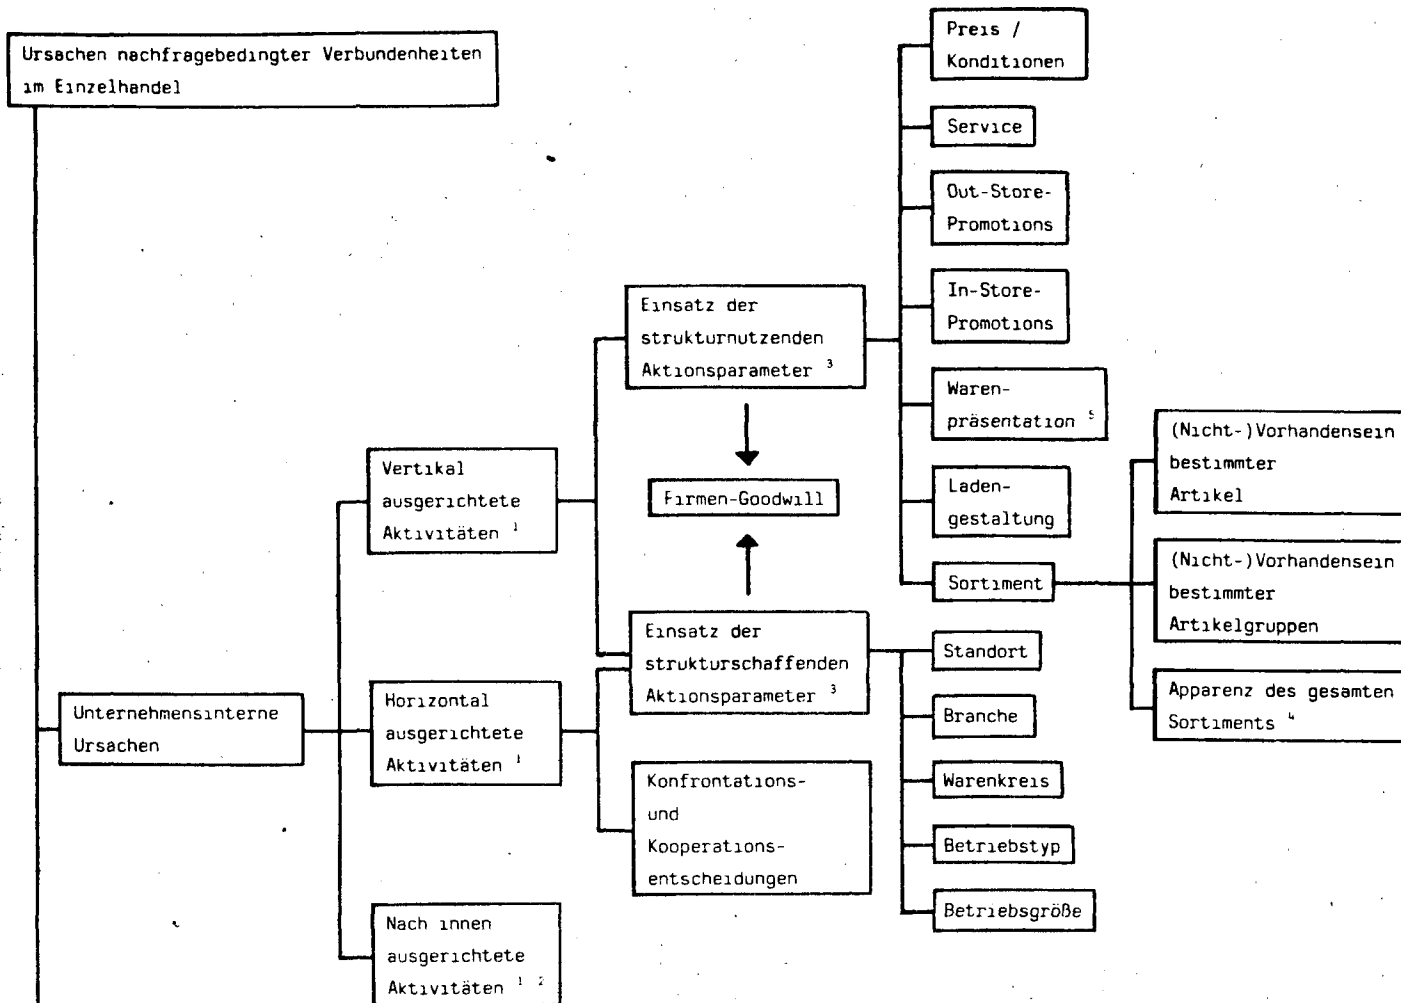 Ursachen nachfragebedingter Verbundenheiten
im Einzelhandel
Unternehmensinterne
Ursachen
Vertikal
ausgerichtete
Aktivitäten ¹
Horizontal
ausgerichtete
Aktivitäten ¹
Nach innen
ausgerichtete
Aktivitäten ¹ ²
Einsatz der
strukturnutzenden
Aktionsparameter ³
Firmen-Goodwill
Einsatz der
strukturschaffenden
Aktionsparameter ³
Konfrontations-
und
Kooperations-
entscheidungen
Preis /
Konditionen
Service
Out-Store-
Promotions
In-Store-
Promotions
Waren-
präsentation ⁵
Laden-
gestaltung
Sortiment
Standort
Branche
Warenkreis
Betriebstyp
Betriebsgröße
(Nicht-)Vorhandensein
bestimmter
Artikel
(Nicht-)Vorhandensein
bestimmter
Artikelgruppen
Apparenz des gesamten
Sortiments ⁴